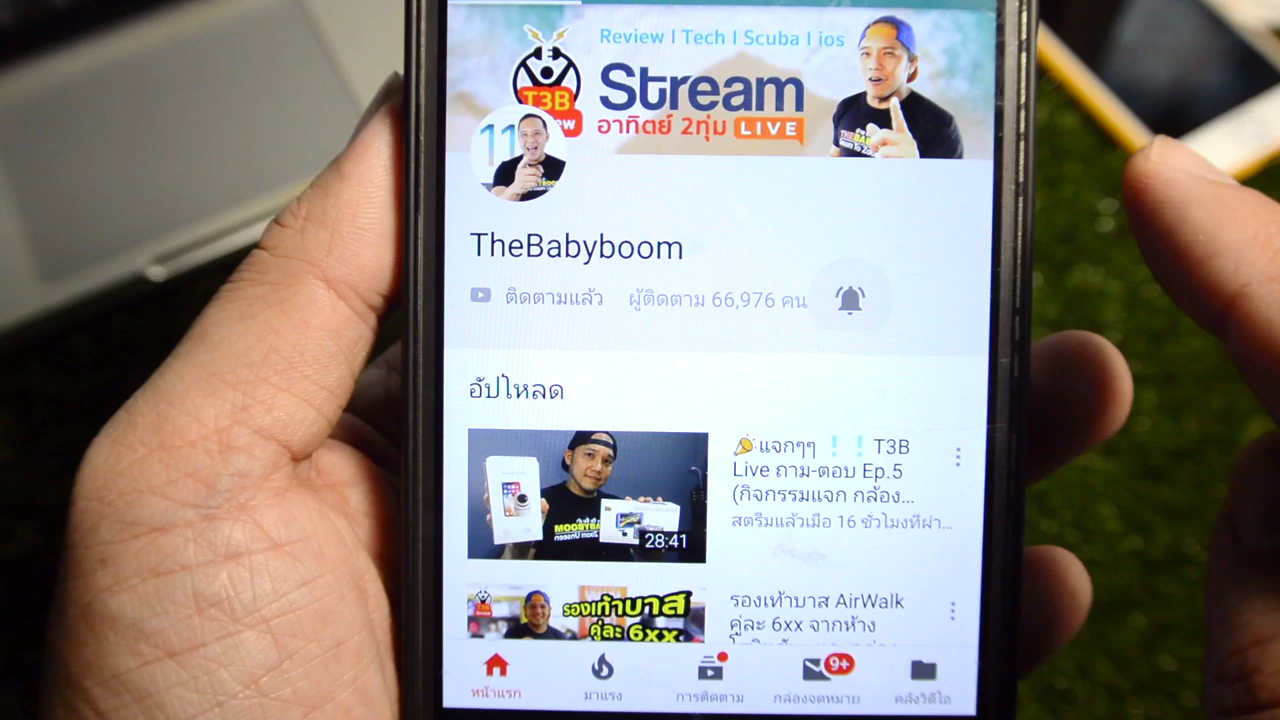 Review | Tech | Scuba | ios
T3B
Stream
อาทิตย์ 2ทุ่ม LIVE
11
TheBabyboom
ติดตามแล้ว ผู้ติดตาม 66,976 คน
อัปโหลด
แจกๆๆ ❕❕ T3B
Live ถาม-ตอบ Ep.5
(กิจกรรมแจก กล้อง...
สตรีมแล้วเมื่อ 16 ชั่วโมงที่ผ่า...
28:41
รองเท้าบาส
คู่ละ 6xx
รองเท้าบาส AirWalk
คู่ละ 6xx จากห้าง
9+
หน้าแรก
มาแรง
การติดตาม
กล่องจดหมาย
คลังวิดีโอ